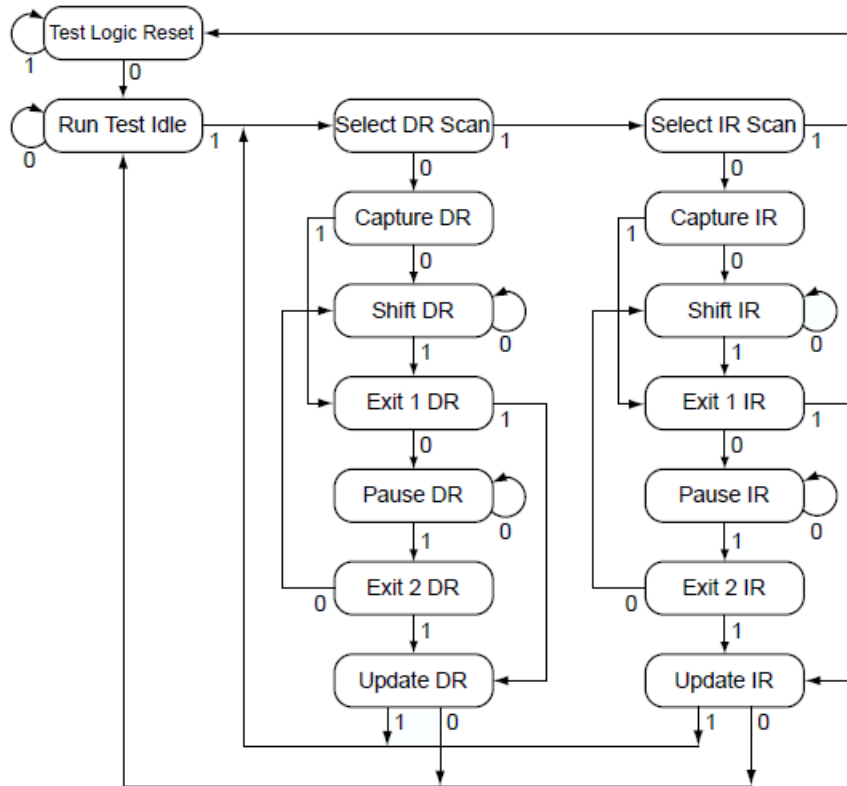 Test Logic Reset
1
0
Run Test Idle
1
Select DR Scan
1
Select IR Scan
1
0
0
0
Capture DR
Capture IR
1
1
0
0
Shift DR
Shift IR
0
0
1
1
Exit 1 DR
1
Exit 1 IR
1
0
0
Pause DR
Pause IR
0
0
1
1
Exit 2 DR
Exit 2 IR
0
0
1
1
Update DR
Update IR
1
0
1
0